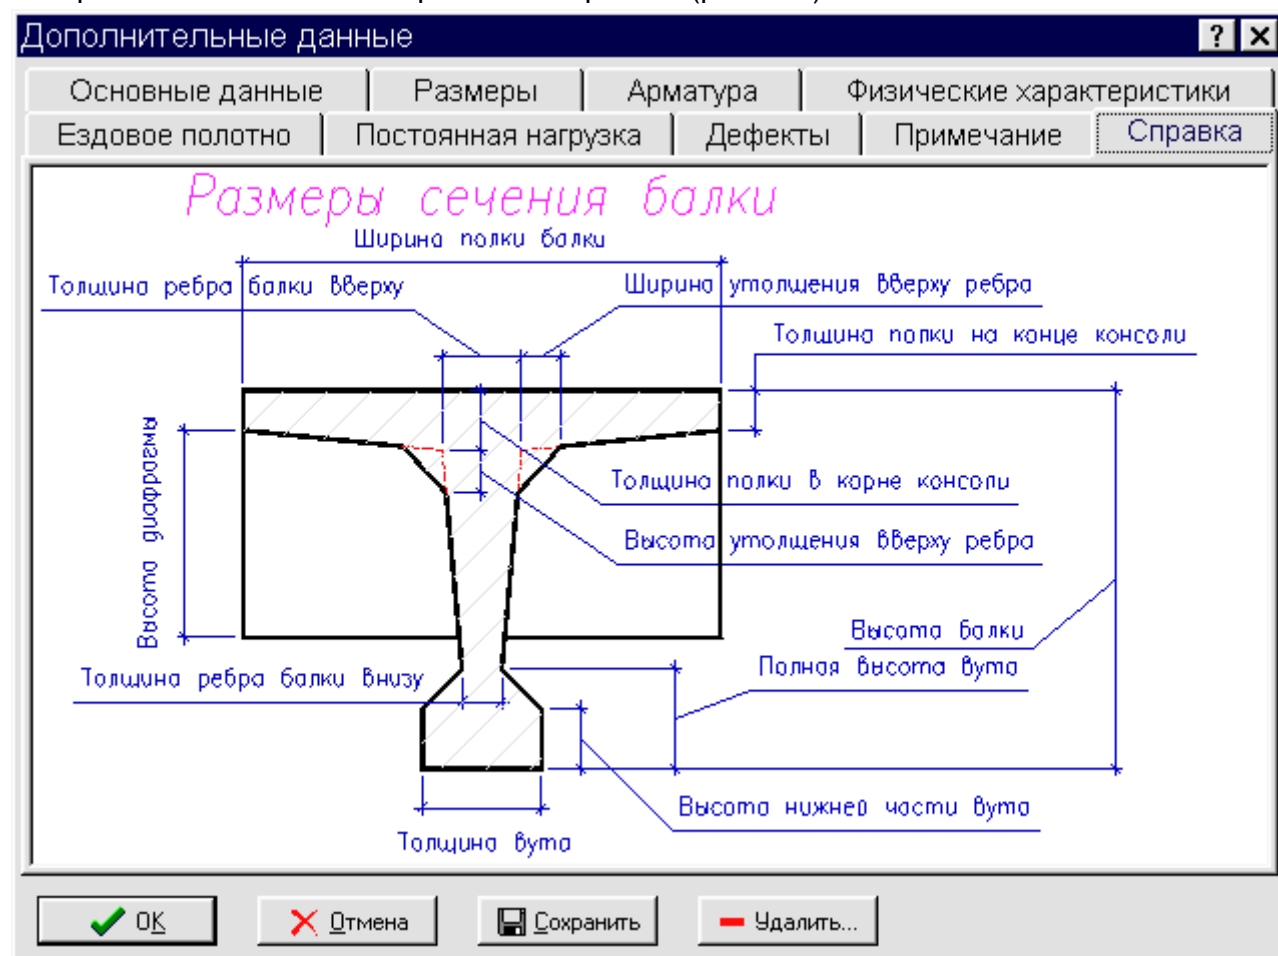 Дополнительные данные
Основные данные Размеры Арматура Физические характеристики
Ездовое полотно Постоянная нагрузка Дефекты Примечание Справка
Размеры сечения балки
Ширина полки балки
Толщина ребра балки вверху
Ширина утолщения вверху ребра
Толщина полки на конце консоли
Высота диафрагмы
Толщина полки в корне консоли
Высота утолщения вверху ребра
Высота балки
Полная высота вута
Толщина ребра балки внизу
Высота нижней части вута
Толщина вута
OK Отмена Сохранить Удалить...